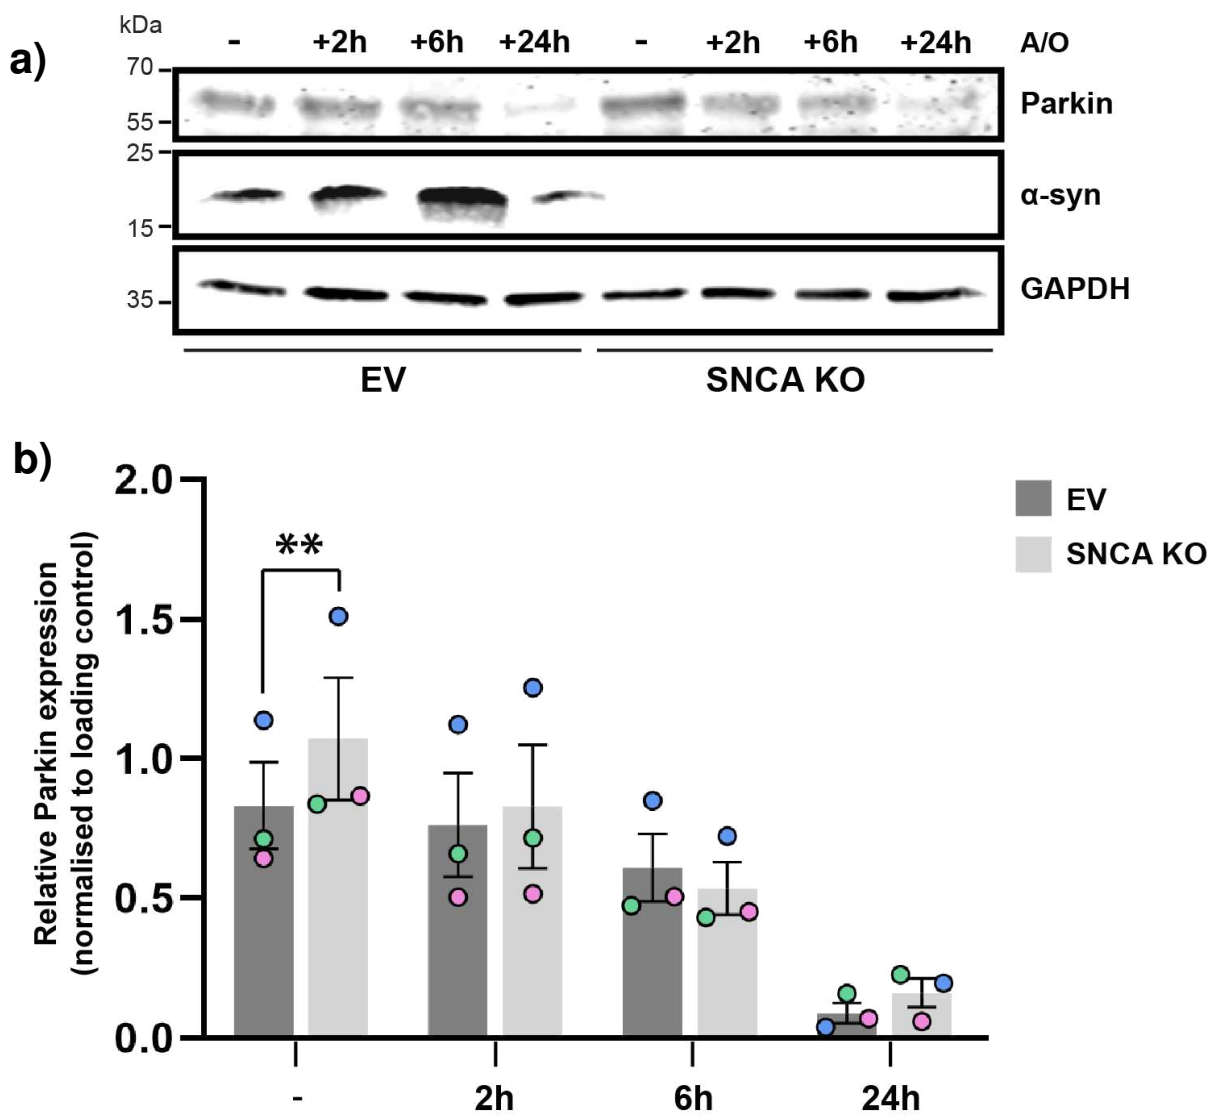 a)
kDa
- +2h +6h +24h - +2h +6h +24h A/O
70
Parkin
55
25
α-syn
15
35
GAPDH
EV SNCA KO
b)
2.0
1.5
1.0
0.5
0.0
Relative Parkin expression
(normalised to loading control)
**
EV
SNCA KO
- 2h 6h 24h